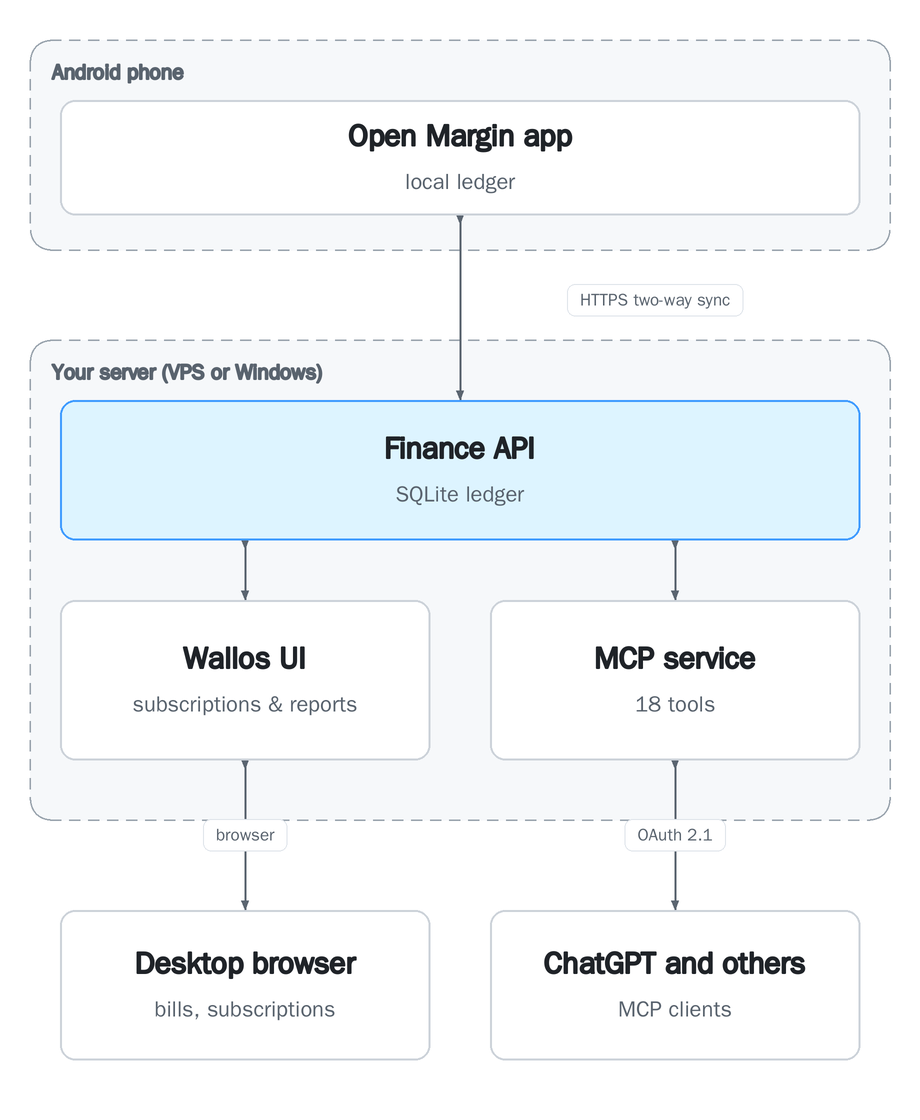 Android phone
Open Margin app
local ledger
HTTPS two-way sync
Your server (VPS or Windows)
Finance API
SQLite ledger
Wallos UI
subscriptions & reports
MCP service
18 tools
browser
OAuth 2.1
Desktop browser
bills, subscriptions
ChatGPT and others
MCP clients